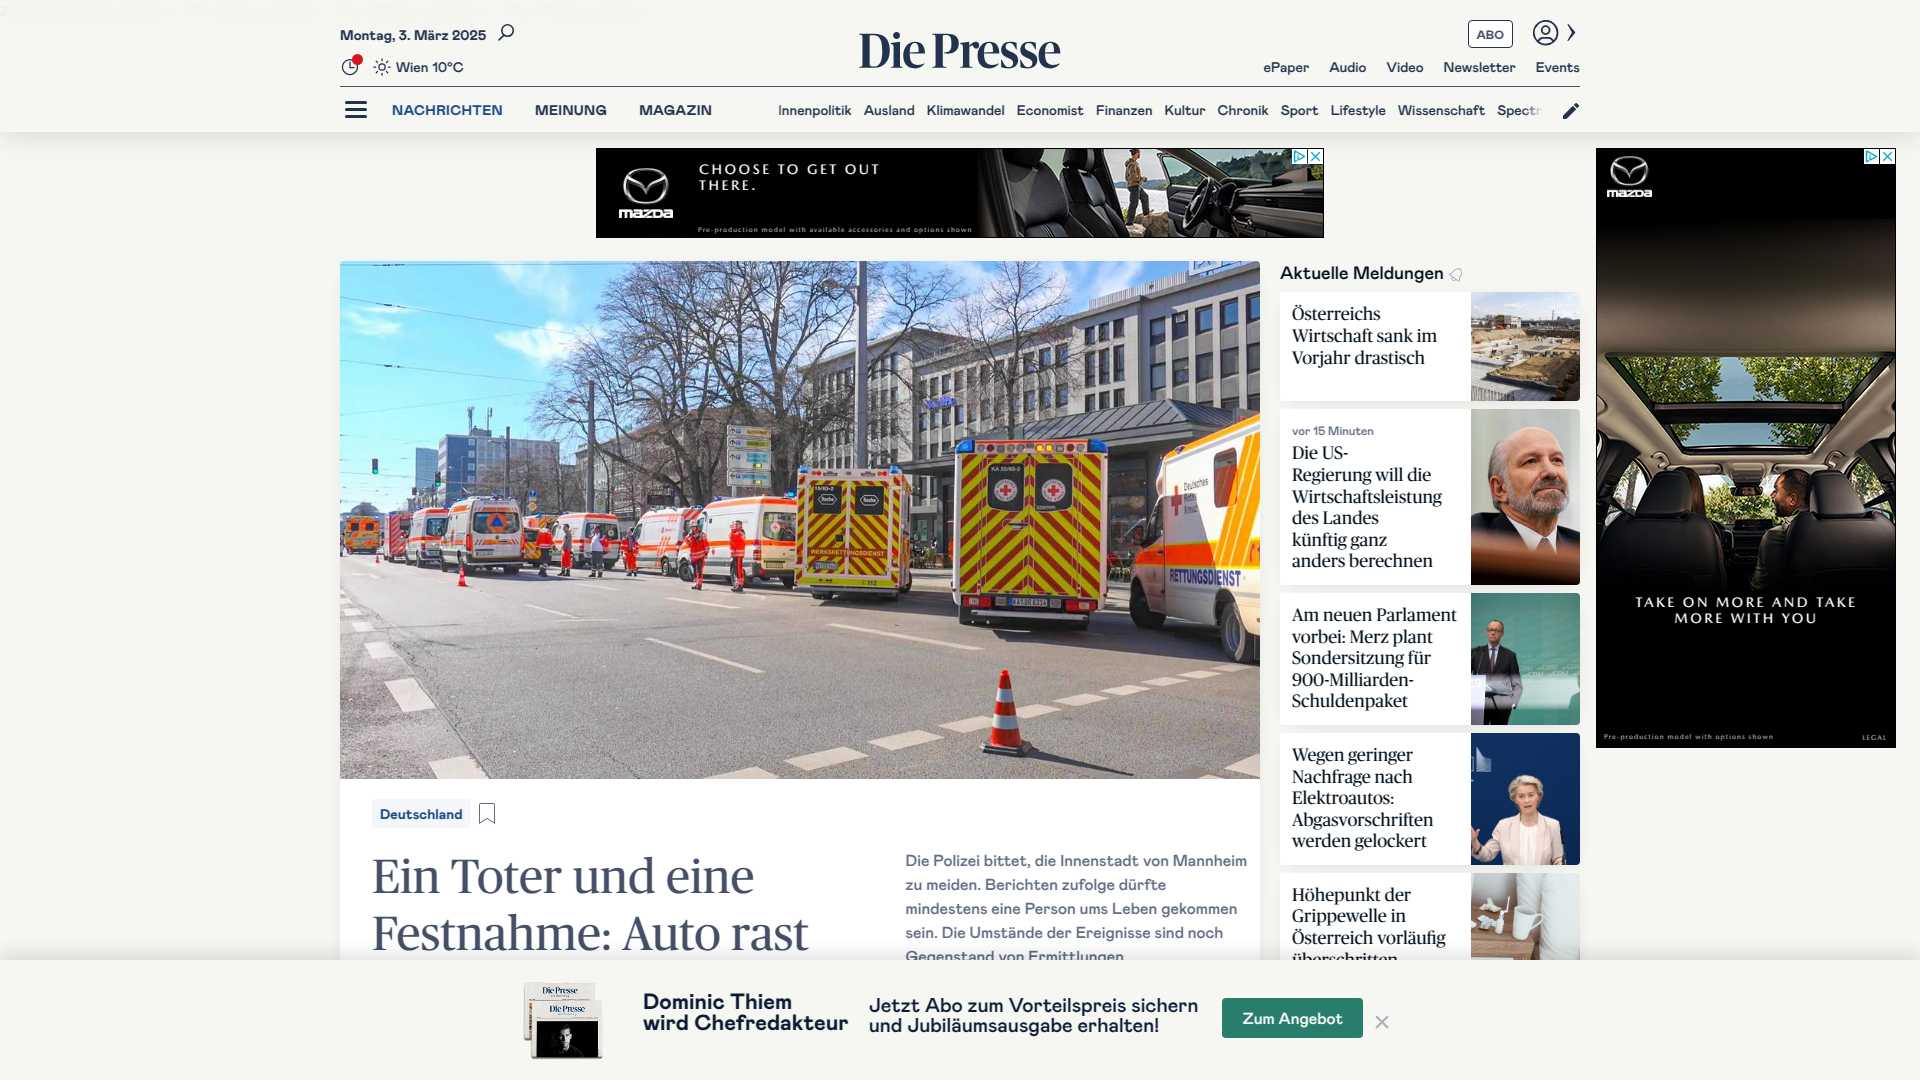 Montag, 3. März 2025
Wien 10°C
Die Presse
ABO
ePaper Audio Video Newsletter Events
NACHRICHTEN MEINUNG MAGAZIN
Innenpolitik Ausland Klimawandel Economist Finanzen Kultur Chronik Sport Lifestyle Wissenschaft
CHOOSE TO GET OUT
THERE.
mazda
Pre-production model with available accessories and options shown
mazda
TAKE ON MORE AND TAKE
MORE WITH YOU
Pre-production model with options shown
LEGAL
WERKSRETTUNGSDIENST
112
Deutsches
RETTUNGSDIENST
Deutschland
Ein Toter und eine
Festnahme: Auto rast
Die Polizei bittet, die Innenstadt von Mannheim
zu meiden. Berichten zufolge dürfte
mindestens eine Person ums Leben gekommen
sein. Die Umstände der Ereignisse sind noch
Gegenstand von Ermittlungen.
Aktuelle Meldungen
Österreichs
Wirtschaft sank im
Vorjahr drastisch
vor 15 Minuten
Die US-
Regierung will die
Wirtschaftsleistung
des Landes
künftig ganz
anders berechnen
Am neuen Parlament
vorbei: Merz plant
Sondersitzung für
900-Milliarden-
Schuldenpaket
Wegen geringer
Nachfrage nach
Elektroautos:
Abgasvorschriften
werden gelockert
Höhepunkt der
Grippewelle in
Österreich vorläufig
überschritten
Die Presse
Die Presse
Dominic Thiem
wird Chefredakteur
Jetzt Abo zum Vorteilspreis sichern
und Jubiläumsausgabe erhalten!
Zum Angebot